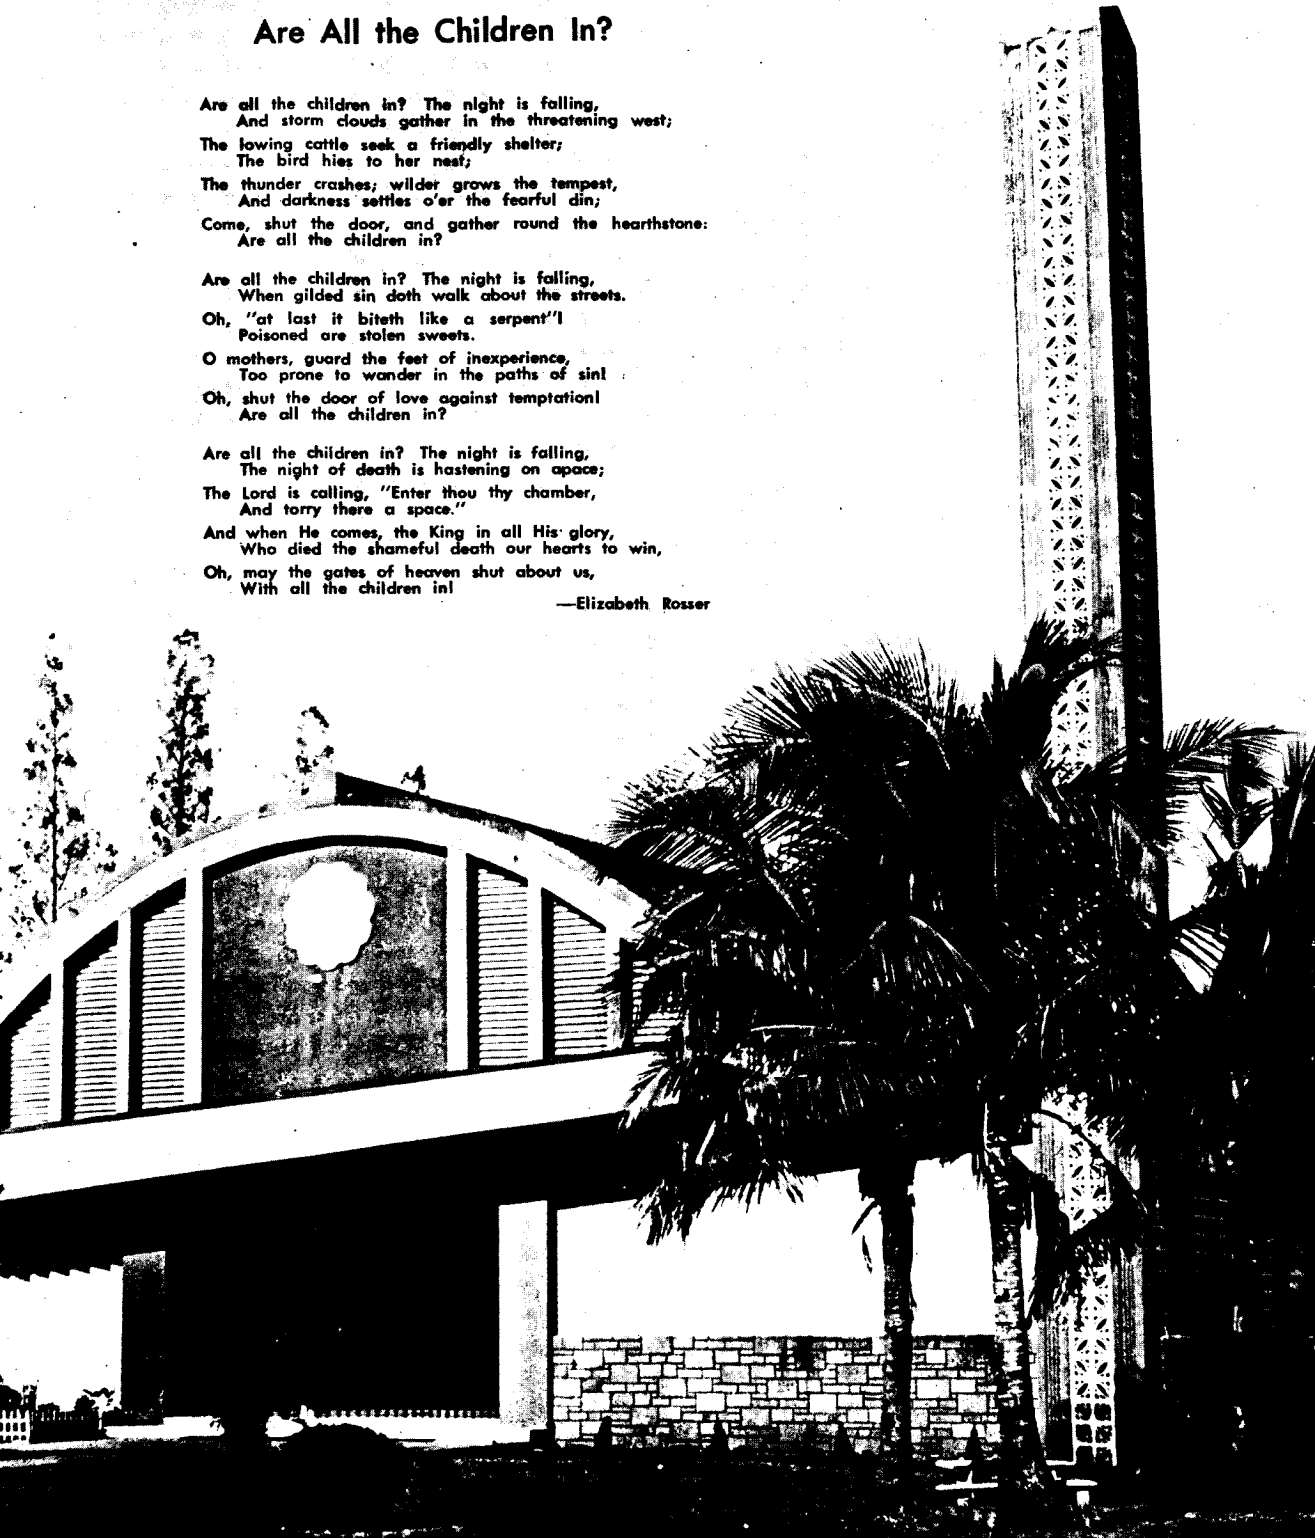 Are All the Children In?
Are all the children in? The night is falling,
And storm clouds gather in the threatening west;
The lowing cattle seek a friendly shelter;
The bird hies to her nest;
The thunder crashes; wilder grows the tempest,
And darkness settles o'er the fearful din;
Come, shut the door, and gather round the hearthstone:
Are all the children in?
Are all the children in? The night is falling,
When gilded sin doth walk about the streets.
Oh, "at last it biteth like a serpent"!
Poisoned are stolen sweets.
O mothers, guard the feet of inexperience,
Too prone to wander in the paths of sin!
Oh, shut the door of love against temptation!
Are all the children in?
Are all the children in? The night is falling,
The night of death is hastening on apace;
The Lord is calling, "Enter thou thy chamber,
And tarry there a space."
And when He comes, the King in all His glory,
Who died the shameful death our hearts to win,
Oh, may the gates of heaven shut about us,
With all the children in!
—Elizabeth Rosser